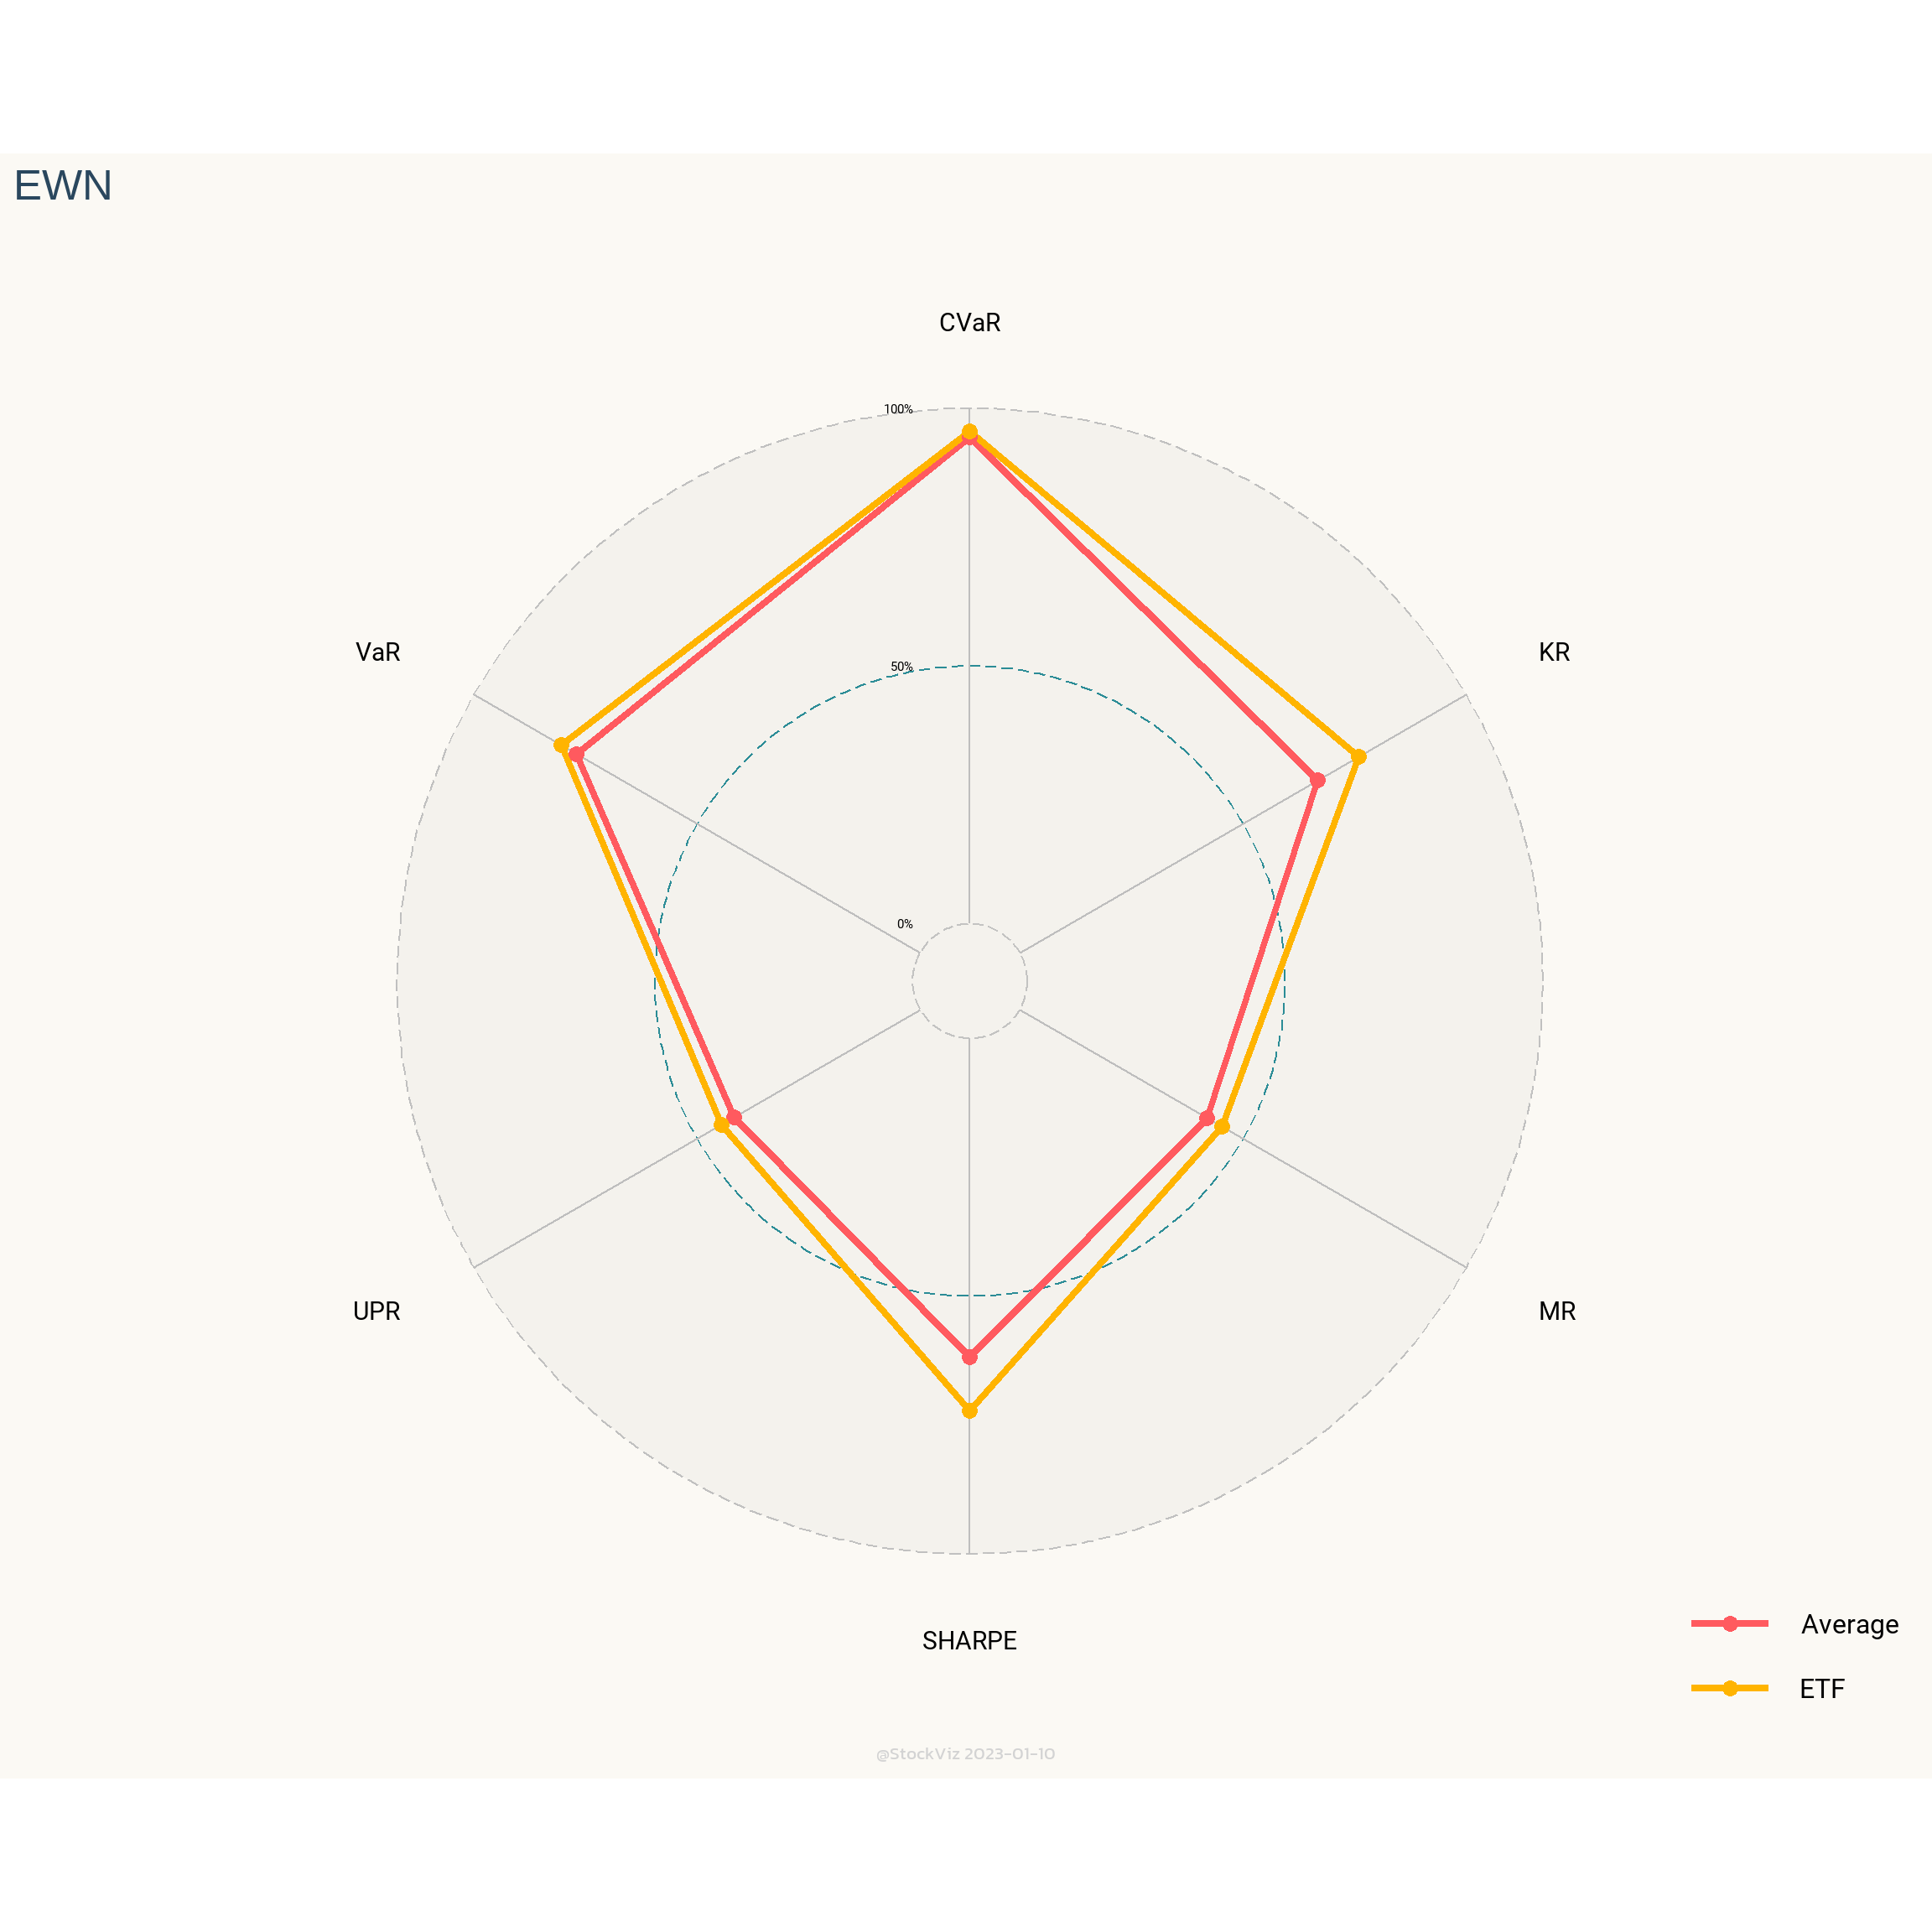 EWN
CVaR
100%
KR
VaR
50%
0%
UPR
MR
SHARPE
Average
ETF
@StockViz 2023-01-10